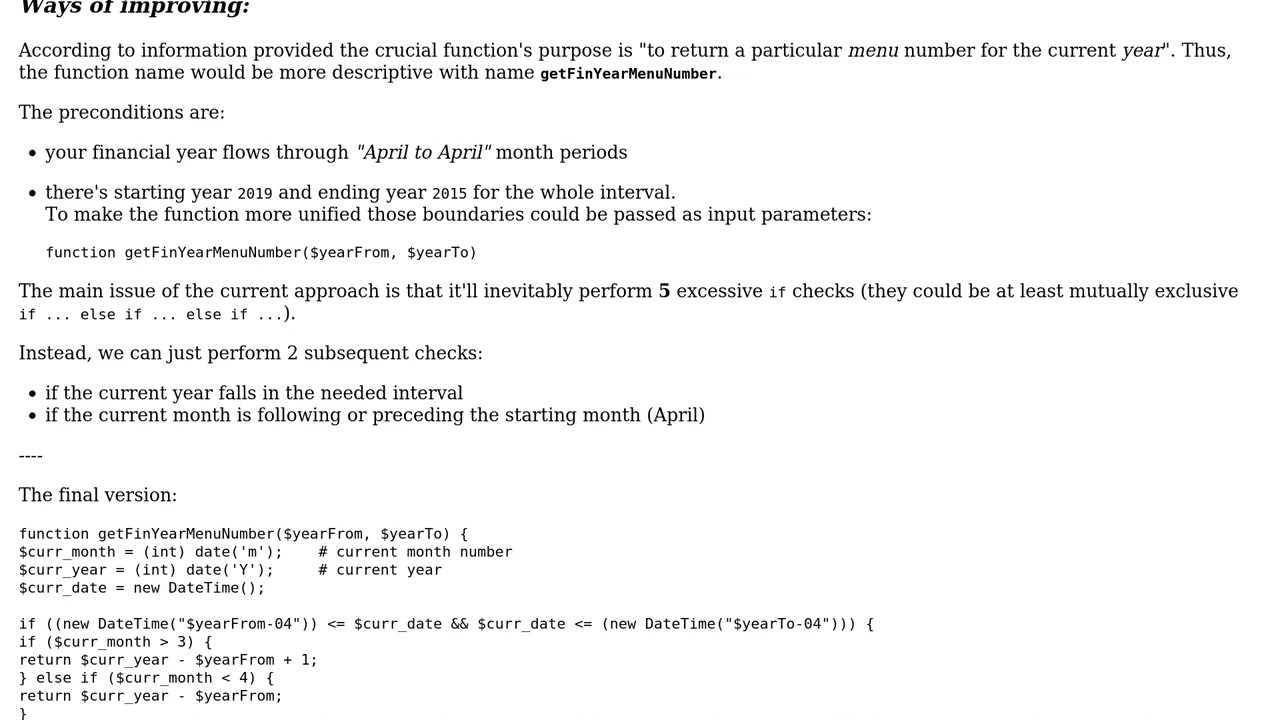 Ways of improving:
According to information provided the crucial function's purpose is "to return a particular menu number for the current year". Thus,
the function name would be more descriptive with name getFinYearMenuNumber.
The preconditions are:
• your financial year flows through "April to April" month periods
• there's starting year 2019 and ending year 2015 for the whole interval.
To make the function more unified those boundaries could be passed as input parameters:
function getFinYearMenuNumber($yearFrom, $yearTo)
The main issue of the current approach is that it'll inevitably perform 5 excessive if checks (they could be at least mutually exclusive
if ... else if ... else if ...).
Instead, we can just perform 2 subsequent checks:
• if the current year falls in the needed interval
• if the current month is following or preceding the starting month (April)
----
The final version:
function getFinYearMenuNumber($yearFrom, $yearTo) {
$curr_month = (int) date('m');    # current month number
$curr_year = (int) date('Y');     # current year
$curr_date = new DateTime();
if ((new DateTime("$yearFrom-04")) <= $curr_date && $curr_date <= (new DateTime("$yearTo-04"))) {
if ($curr_month > 3) {
return $curr_year - $yearFrom + 1;
} else if ($curr_month < 4) {
return $curr_year - $yearFrom;
}